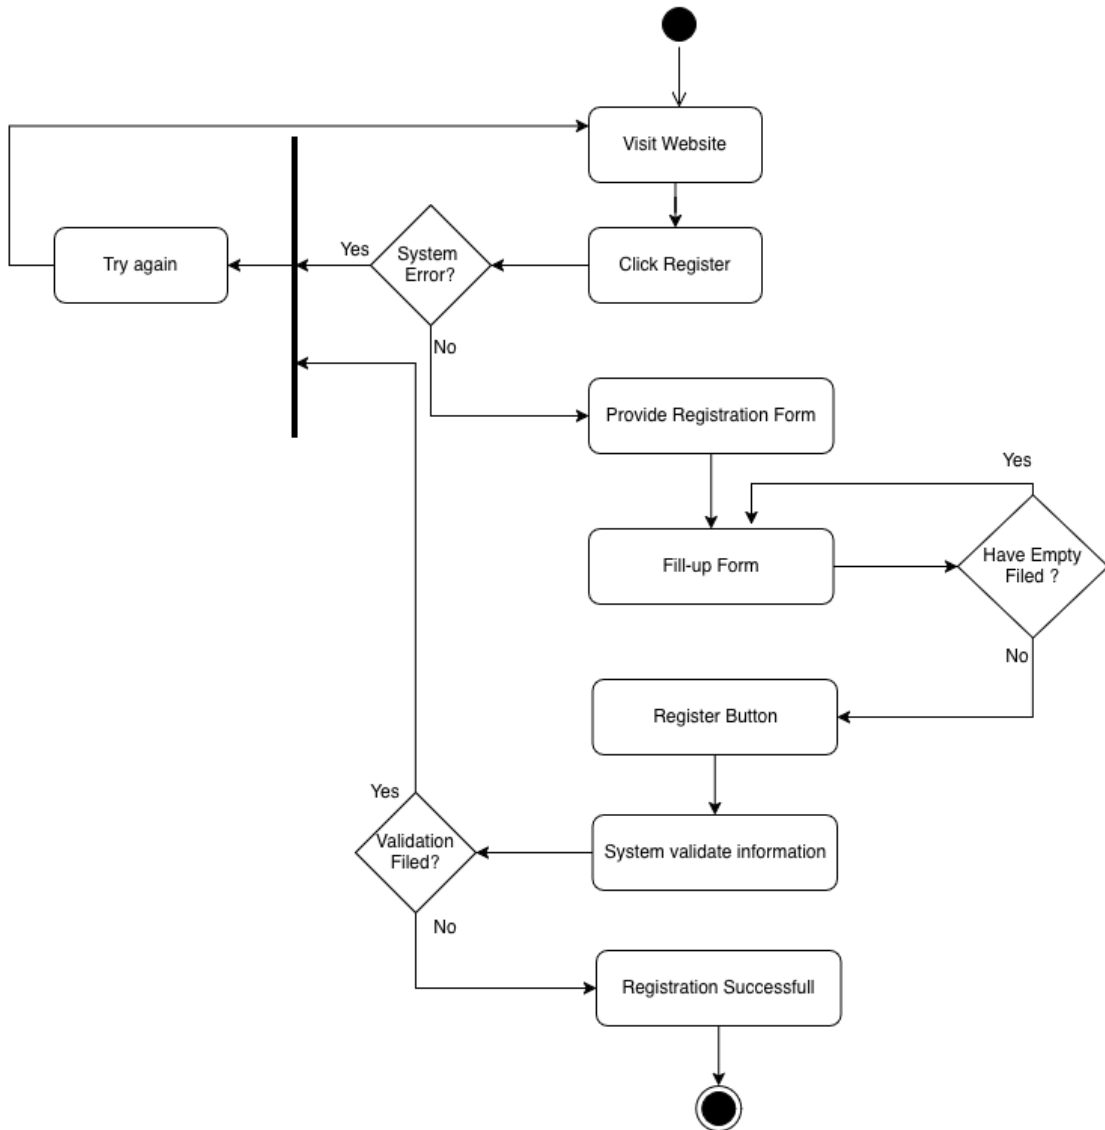 Visit Website
Try again
Yes
System
Error?
Click Register
No
Provide Registration Form
Yes
Fill-up Form
Have Empty
Filed ?
No
Register Button
Yes
Validation
Filed?
System validate information
No
Registration Successfull